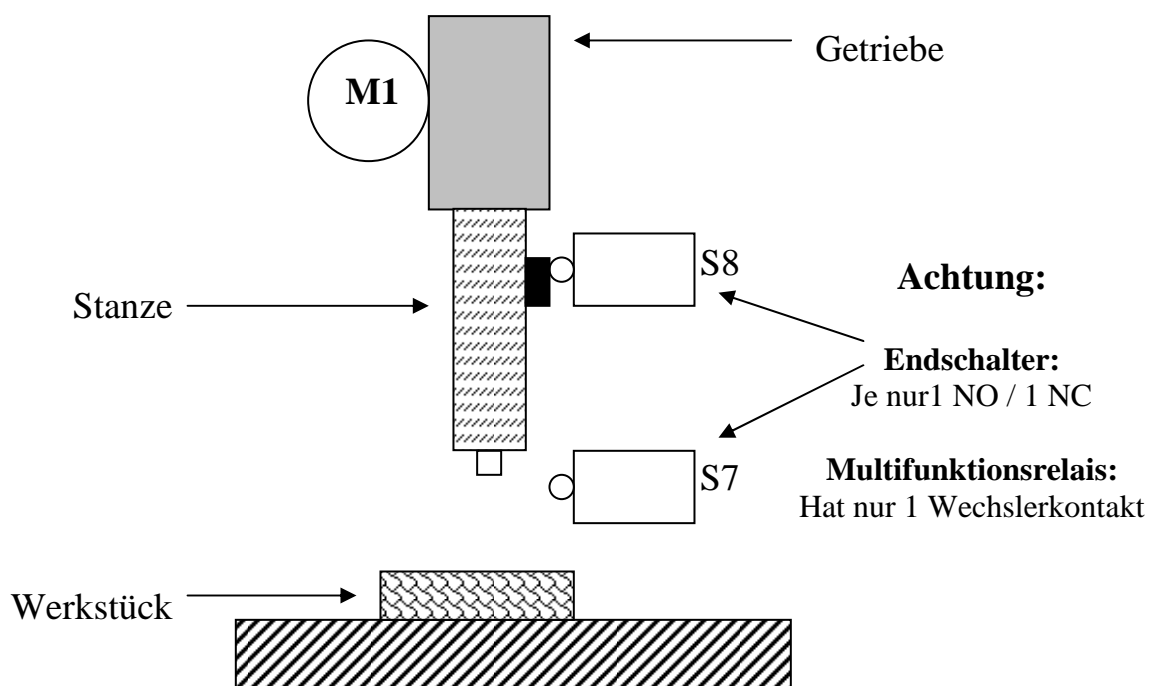 Getriebe
M1
S8
Achtung:
Stanze
Endschalter:
Je nur1 NO / 1 NC
S7
Multifunktionsrelais:
Hat nur 1 Wechslerkontakt
Werkstück